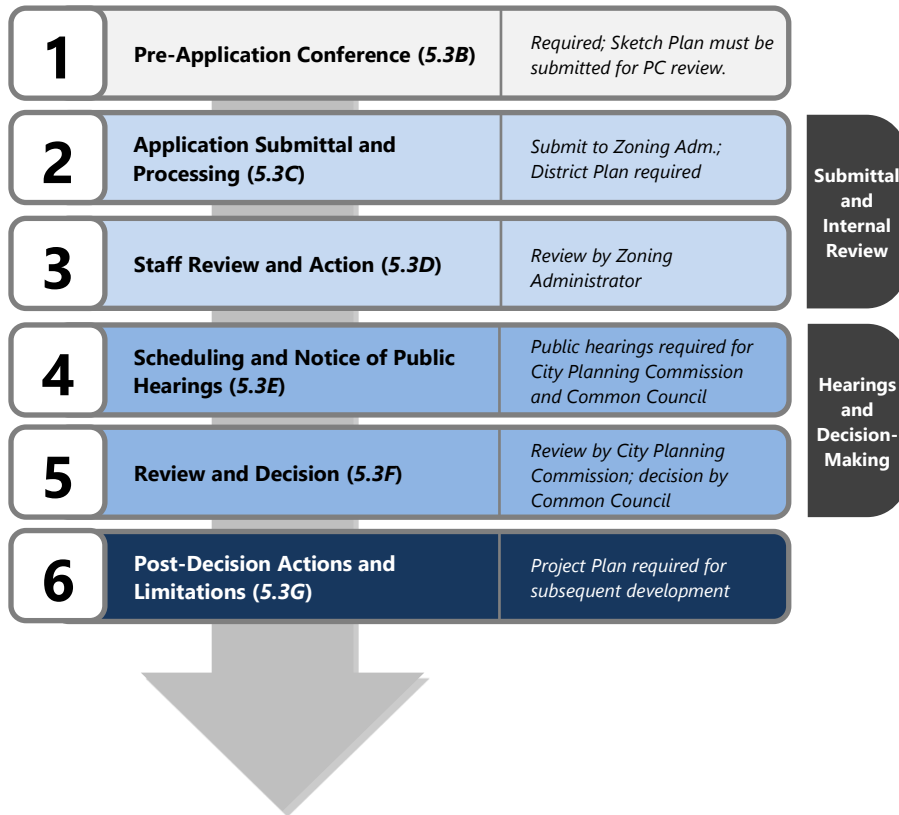 1
Pre-Application Conference (5.3B)
Required; Sketch Plan must be
submitted for PC review.
2
Application Submittal and
Processing (5.3C)
Submit to Zoning Adm.;
District Plan required
3
Staff Review and Action (5.3D)
Review by Zoning
Administrator
Submittal
and
Internal
Review
4
Scheduling and Notice of Public
Hearings (5.3E)
Public hearings required for
City Planning Commission
and Common Council
5
Review and Decision (5.3F)
Review by City Planning
Commission; decision by
Common Council
Hearings
and
Decision-
Making
6
Post-Decision Actions and
Limitations (5.3G)
Project Plan required for
subsequent development